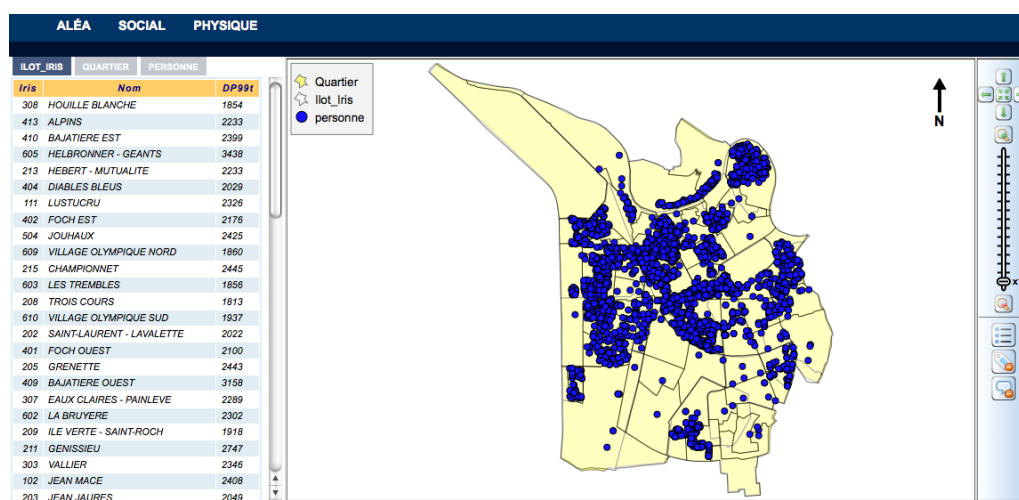 ALÉA SOCIAL PHYSIQUE
ILOT_IRIS QUARTIER PERSONNE
Iris Nom DP99t
308 HOUILLE BLANCHE 1854
413 ALPINS 2233
410 BAJATIERE EST 2399
605 HELBRONNER - GEANTS 3438
213 HEBERT - MUTUALITE 2233
404 DIABLES BLEUS 2029
111 LUSTUCRU 2326
402 FOCH EST 2176
504 JOUHAUX 2425
609 VILLAGE OLYMPIQUE NORD 1860
215 CHAMPIONNET 2445
603 LES TREMBLES 1856
208 TROIS COURS 1813
610 VILLAGE OLYMPIQUE SUD 1937
202 SAINT-LAURENT - LAVALETTE 2022
401 FOCH OUEST 2100
205 GRENETTE 2443
409 BAJATIERE OUEST 3158
307 EAUX CLAIRES - PAINLEVE 2289
602 LA BRUYERE 2302
209 ILE VERTE - SAINT-ROCH 1918
211 GENISSIEU 2747
303 VALLIER 2346
102 JEAN MACE 2408
203 JEAN JAURES 2049
Quartier
Ilot_Iris
personne
N